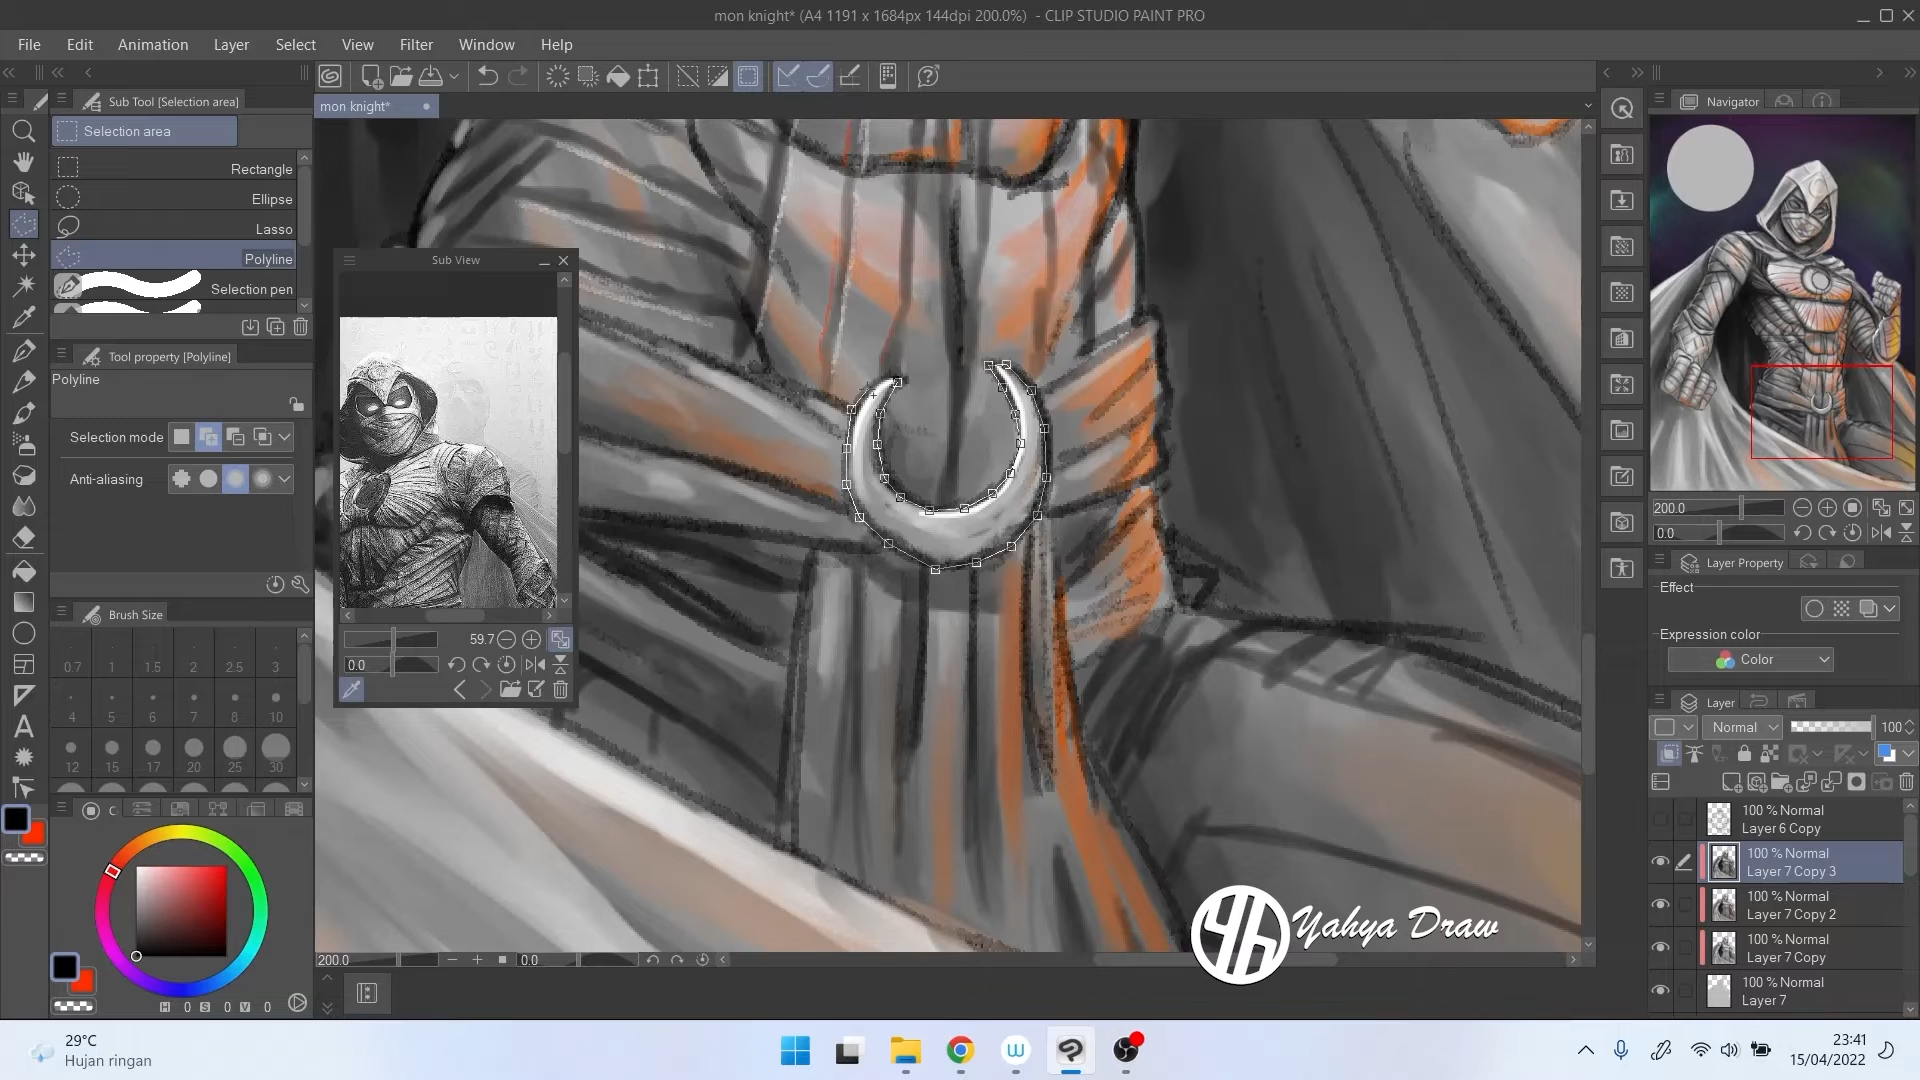 mon knight* (A4 1191 x 1684px 144dpi 200.0%) - CLIP STUDIO PAINT PRO
File Edit Animation Layer Select View Filter Window Help
Sub Tool [Selection area]
mon knight*
Navigator
Selection area
Rectangle
Ellipse
Lasso
Polyline
Selection pen
Sub View
Tool property [Polyline]
Polyline
Selection mode
Anti-aliasing
200.0
0.0
Layer Property
Effect
Expression color
Color
Brush Size
0.7 1 1.5 2 2.5 3
4 5 6 7 8 10
12 15 17 20 25 30
59.7
0.0
Layer
Normal 100
100 % Normal
Layer 6 Copy
100 % Normal
Layer 7 Copy 3
100 % Normal
Layer 7 Copy 2
100 % Normal
Layer 7 Copy
100 % Normal
Layer 7
C
H 0 S 0 V 0
200.0 0.0
Yahya Draw
29°C
Hujan ringan
23:41
15/04/2022